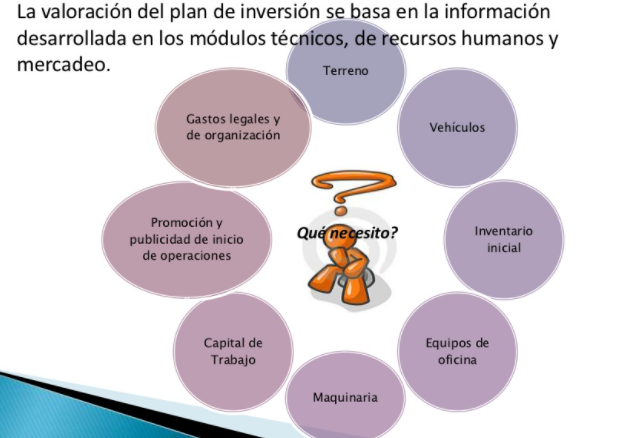 La valoración del plan de inversión se basa en la información
desarrollada en los módulos técnicos, de recursos humanos y
mercadeo.
Terreno
Vehículos
Inventario
inicial
Equipos de
oficina
Maquinaria
Capital de
Trabajo
Promoción y
publicidad de inicio
de operaciones
Gastos legales y
de organización
Qué necesito?